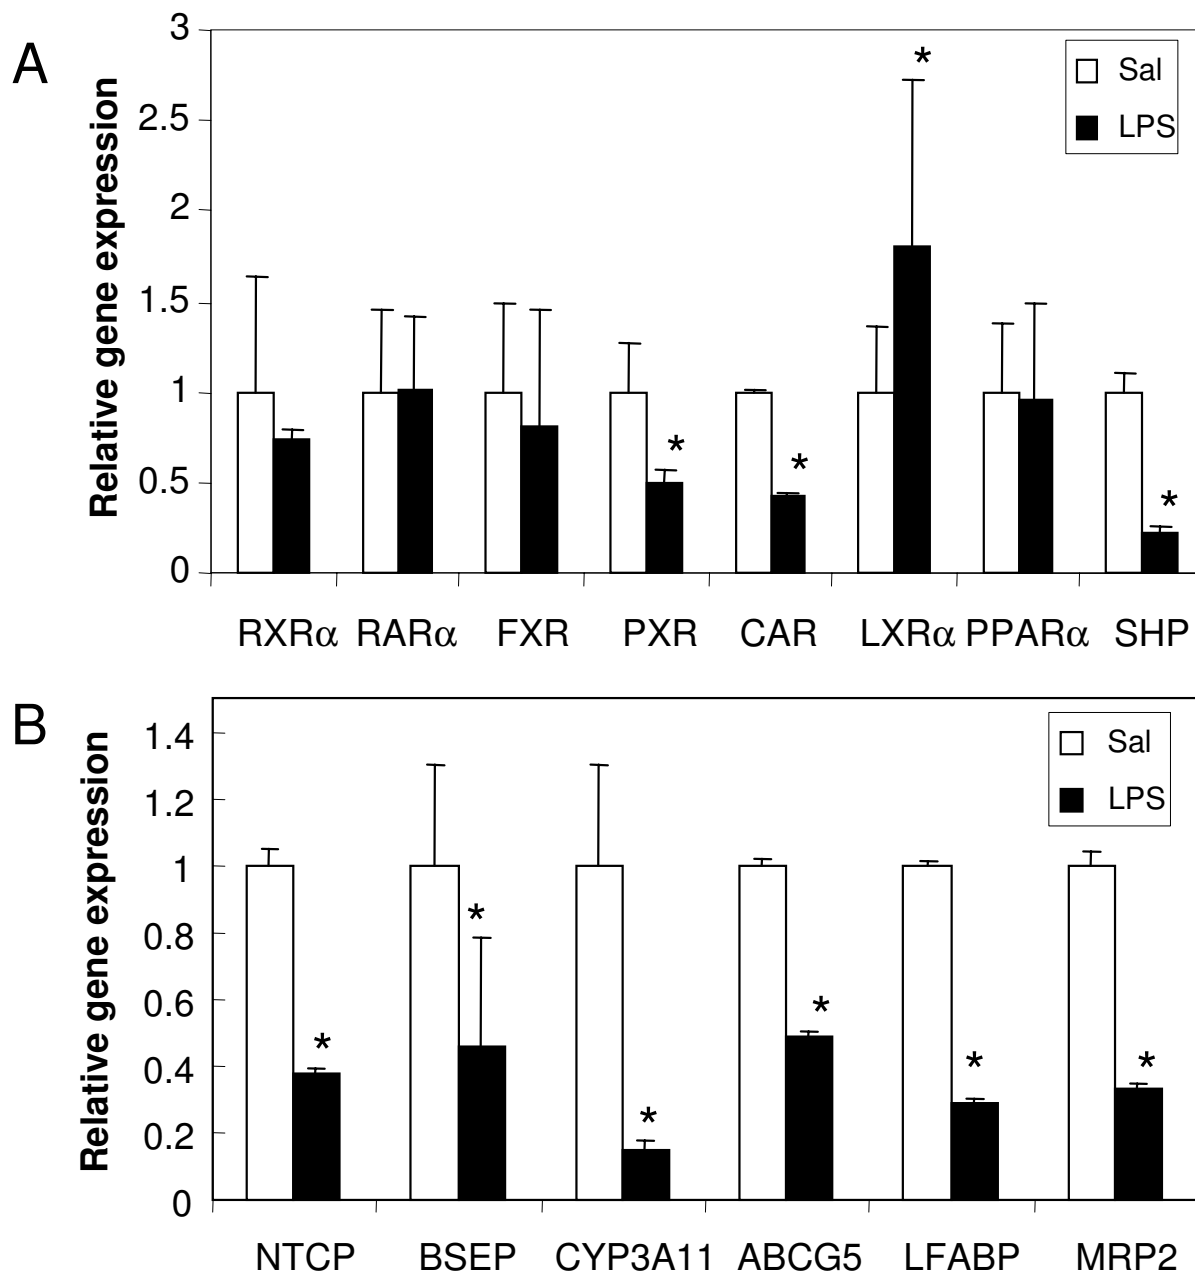 A
Relative gene expression
3
2.5
2
1.5
1
0.5
0
*
* * *
Sal
LPS
RXRα RARα FXR PXR CAR LXRα PPARα SHP
B
Relative gene expression
1.4
1.2
1
0.8
0.6
0.4
0.2
0
* * * * * *
Sal
LPS
NTCP BSEP CYP3A11 ABCG5 LFABP MRP2